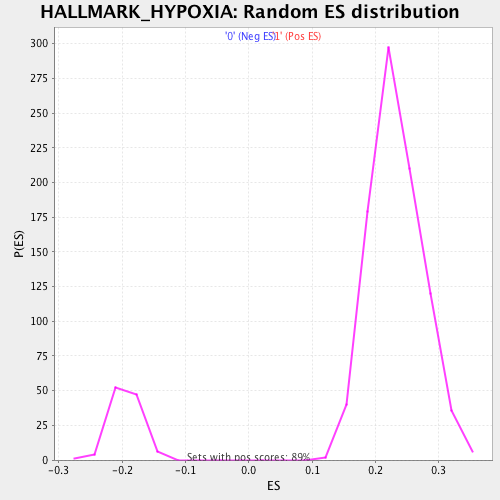 HALLMARK_HYPOXIA: Random ES distribution
'0' (Neg ES) '1' (Pos ES)
300
275
250
225
200
175
150
125
100
75
50
25
0
P(ES)
Sets with pos scores: 89%
-0.3 -0.2 -0.1 0.0 0.1 0.2 0.3
ES